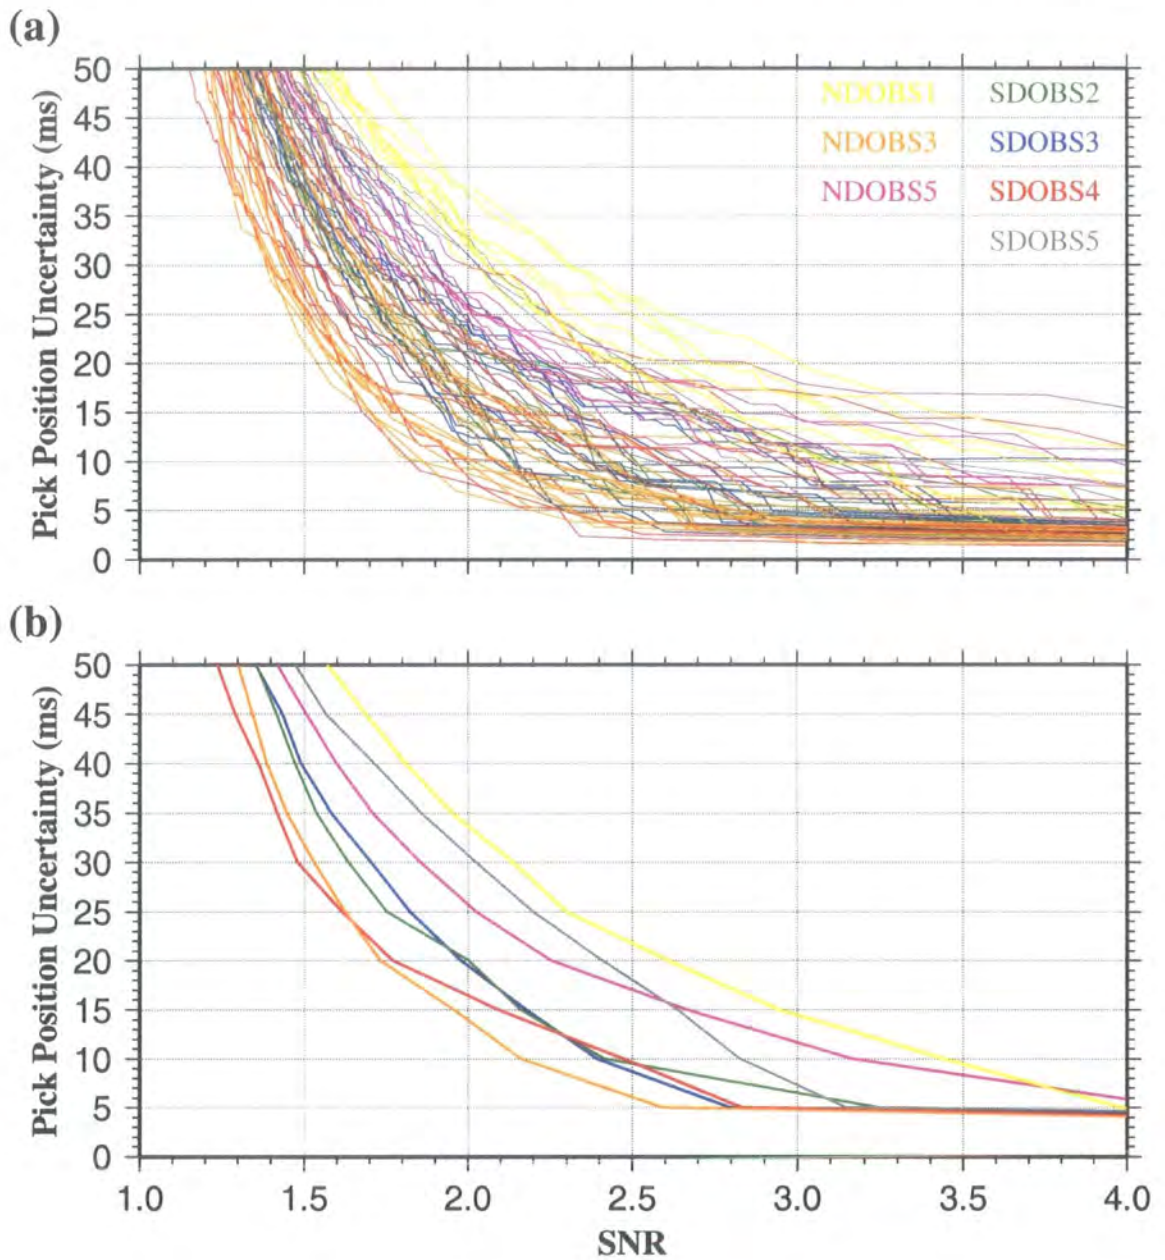 (a)
Pick Position Uncertainty (ms)
50
45
40
35
30
25
20
15
10
5
0
NDOBS1 SDOBS2
NDOBS3 SDOBS3
NDOBS5 SDOBS4
SDOBS5
(b)
Pick Position Uncertainty (ms)
50
45
40
35
30
25
20
15
10
5
0
1.0 1.5 2.0 2.5 3.0 3.5 4.0
SNR